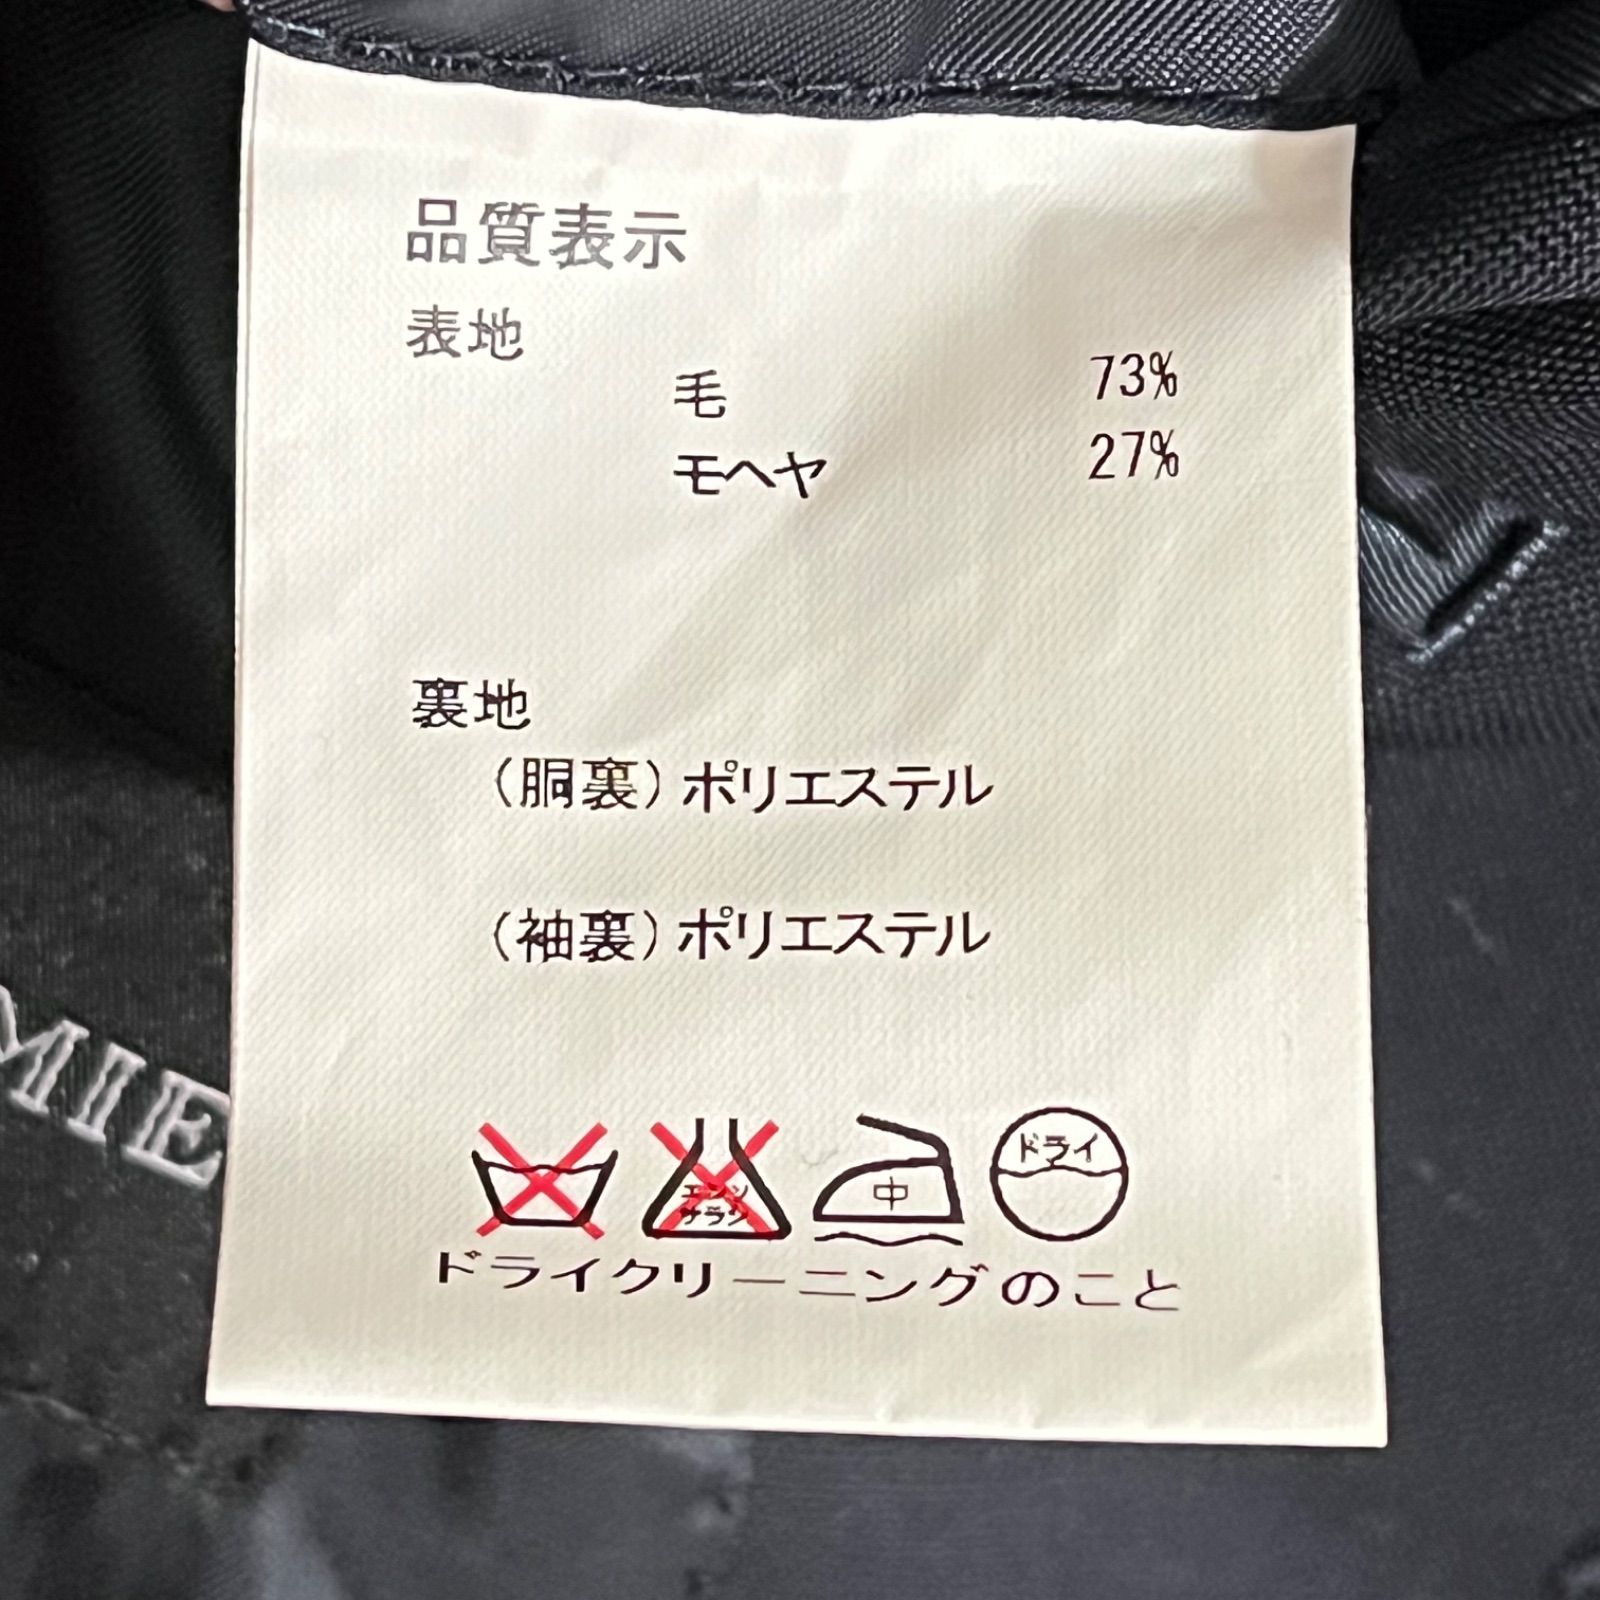 品質表示
表地
毛 73%
モヘヤ 27%
裏地
(胴裏)ポリエステル
(袖裏)ポリエステル
エンソ
サラシ
中
ドライ
ドライクリーニングのこと
MIE